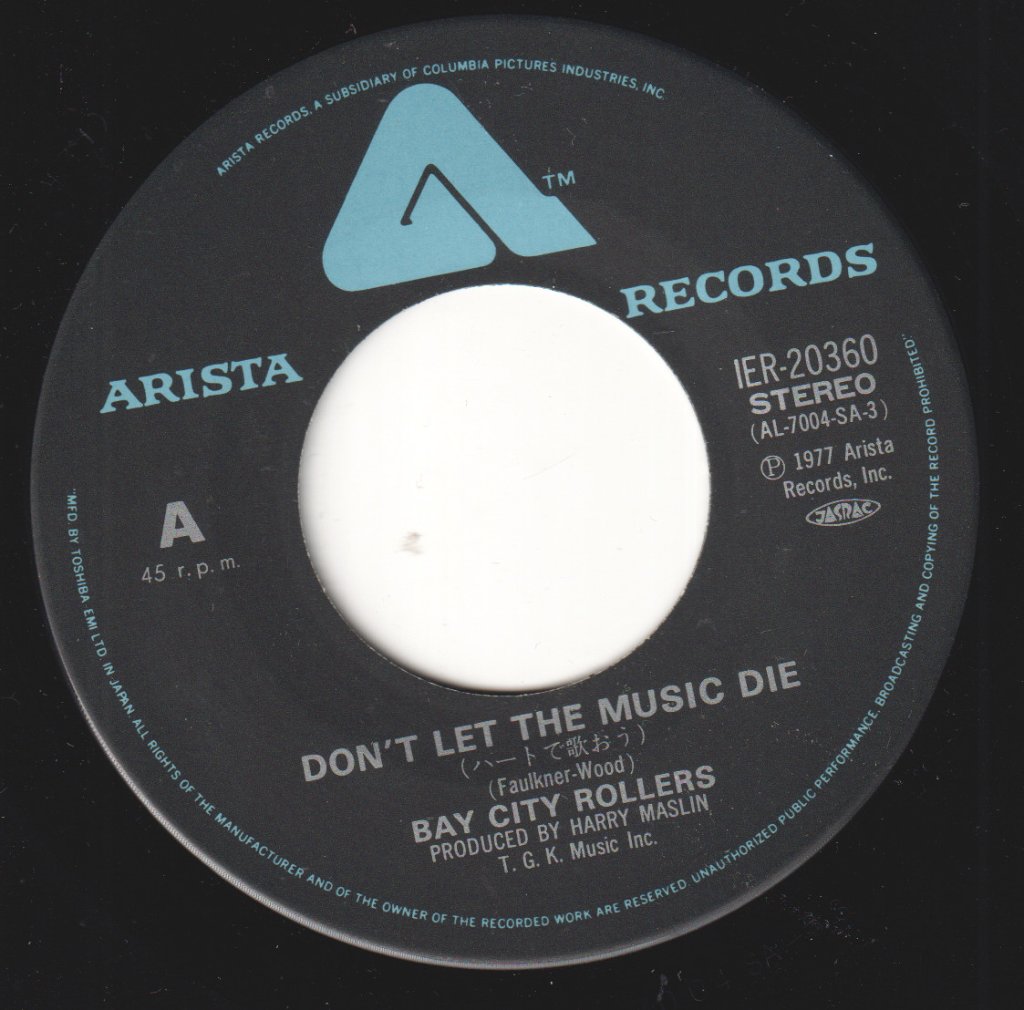 ARISTA RECORDS, A SUBSIDIARY OF COLUMBIA PICTURES INDUSTRIES, INC.
TM
ARISTA RECORDS
IER-20360
STEREO
(AL-7004-SA-3)
Ⓟ 1977 Arista
Records, Inc.
JASRAC
A
45 r.p.m.
DON'T LET THE MUSIC DIE
(ハートで歌おう)
(Faulkner-Wood)
BAY CITY ROLLERS
PRODUCED BY HARRY MASLIN
T. G. K. Music Inc.
"MFD. BY TOSHIBA EMI LTD. IN JAPAN. ALL RIGHTS OF THE MANUFACTURER AND OF THE OWNER OF THE RECORDED WORK ARE RESERVED. UNAUTHORIZED PUBLIC PERFORMANCE, BROADCASTING AND COPYING OF THE RECORD PROHIBITED."